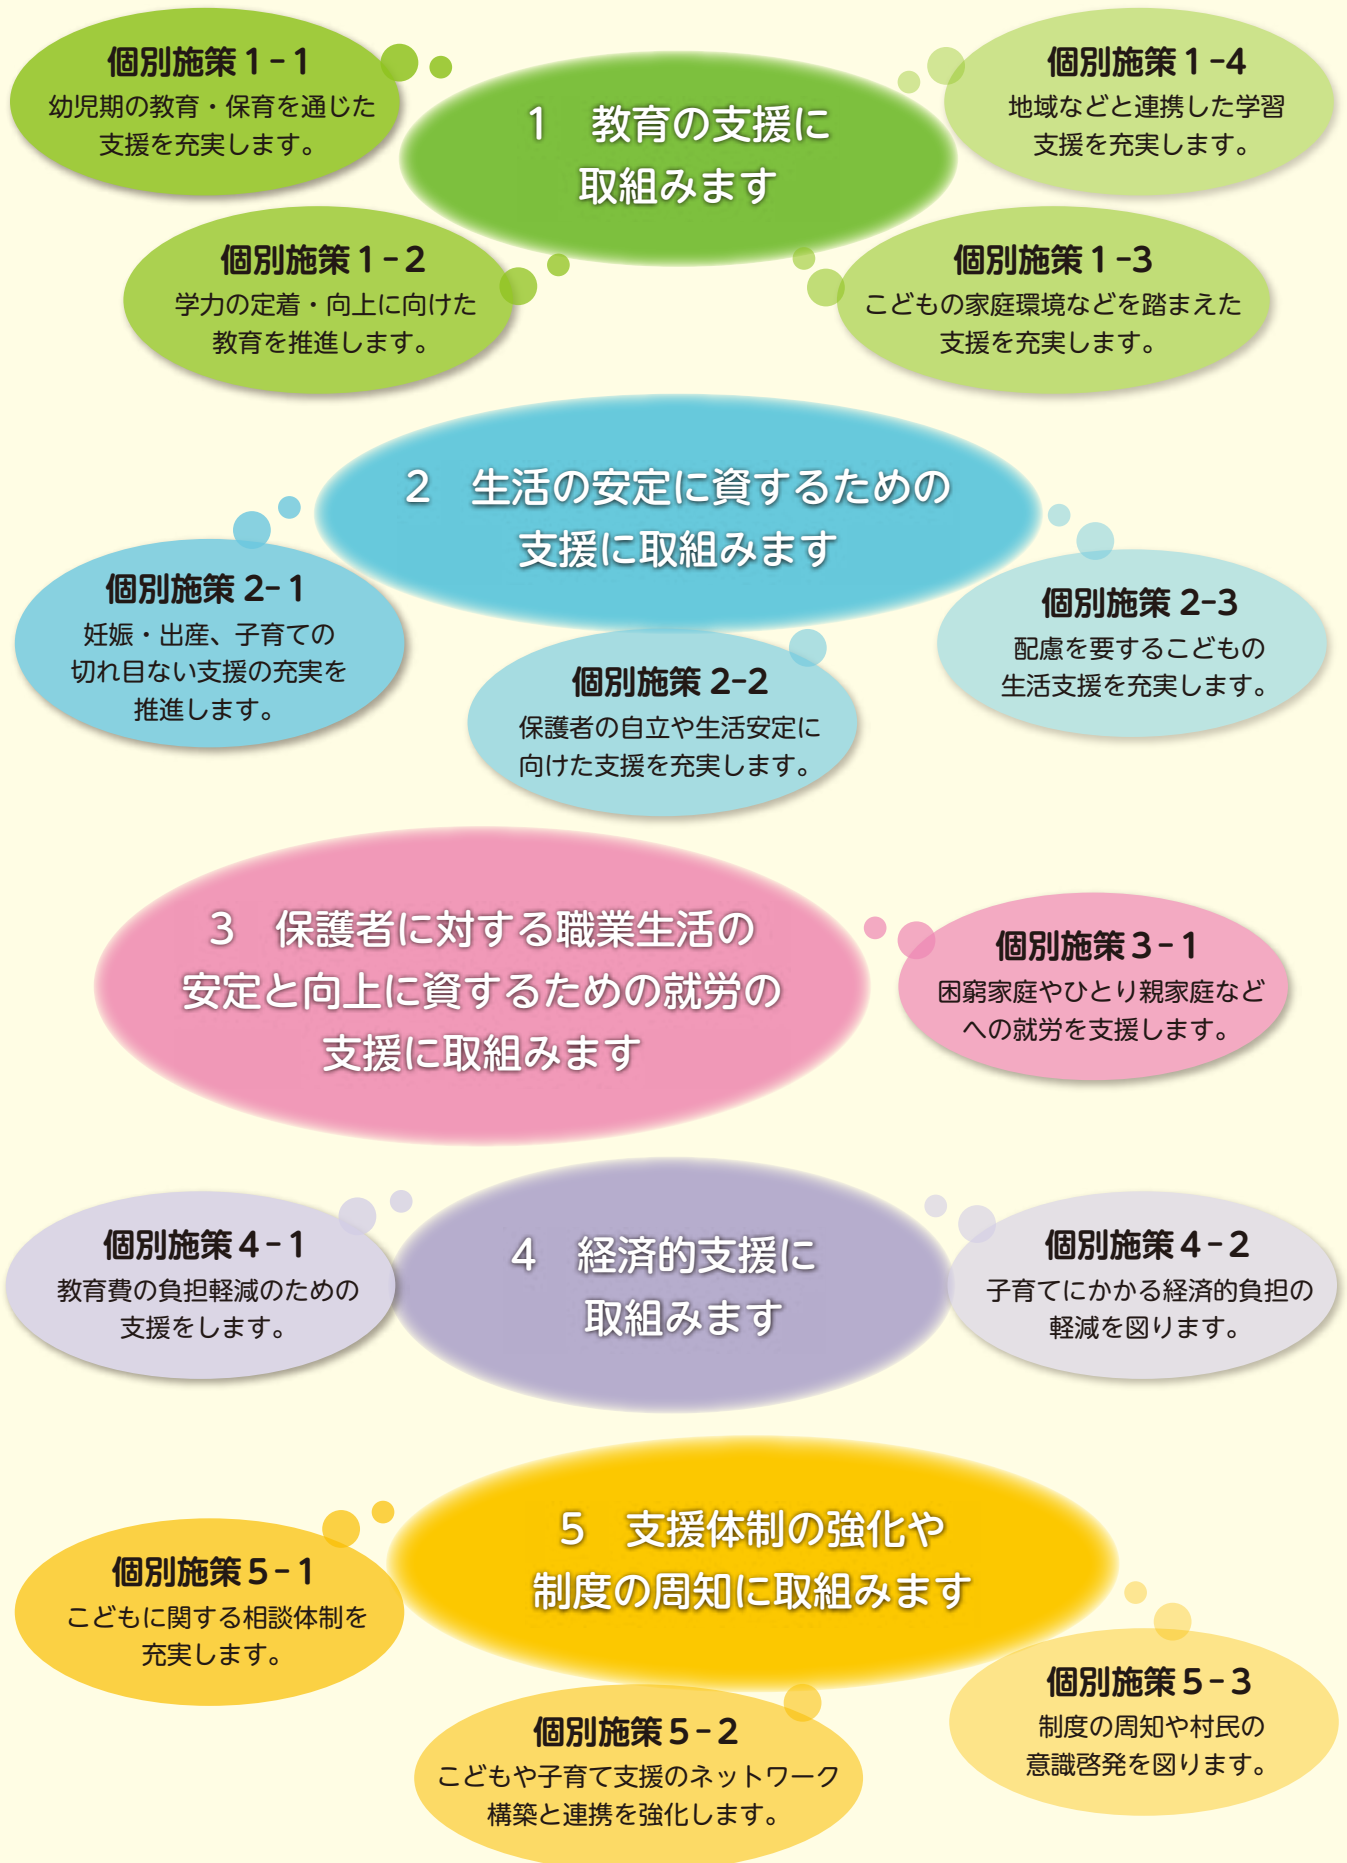 個別施策1-1
幼児期の教育・保育を通じた
支援を充実します。
1　教育の支援に
取組みます
個別施策1-4
地域などと連携した学習
支援を充実します。
個別施策1-2
学力の定着・向上に向けた
教育を推進します。
個別施策1-3
こどもの家庭環境などを踏まえた
支援を充実します。
2　生活の安定に資するための
支援に取組みます
個別施策2-1
妊娠・出産、子育ての
切れ目ない支援の充実を
推進します。
個別施策2-2
保護者の自立や生活安定に
向けた支援を充実します。
個別施策2-3
配慮を要するこどもの
生活支援を充実します。
3　保護者に対する職業生活の
安定と向上に資するための就労の
支援に取組みます
個別施策3-1
困窮家庭やひとり親家庭など
への就労を支援します。
個別施策4-1
教育費の負担軽減のための
支援をします。
4　経済的支援に
取組みます
個別施策4-2
子育てにかかる経済的負担の
軽減を図ります。
5　支援体制の強化や
制度の周知に取組みます
個別施策5-1
こどもに関する相談体制を
充実します。
個別施策5-2
こどもや子育て支援のネットワーク
構築と連携を強化します。
個別施策5-3
制度の周知や村民の
意識啓発を図ります。